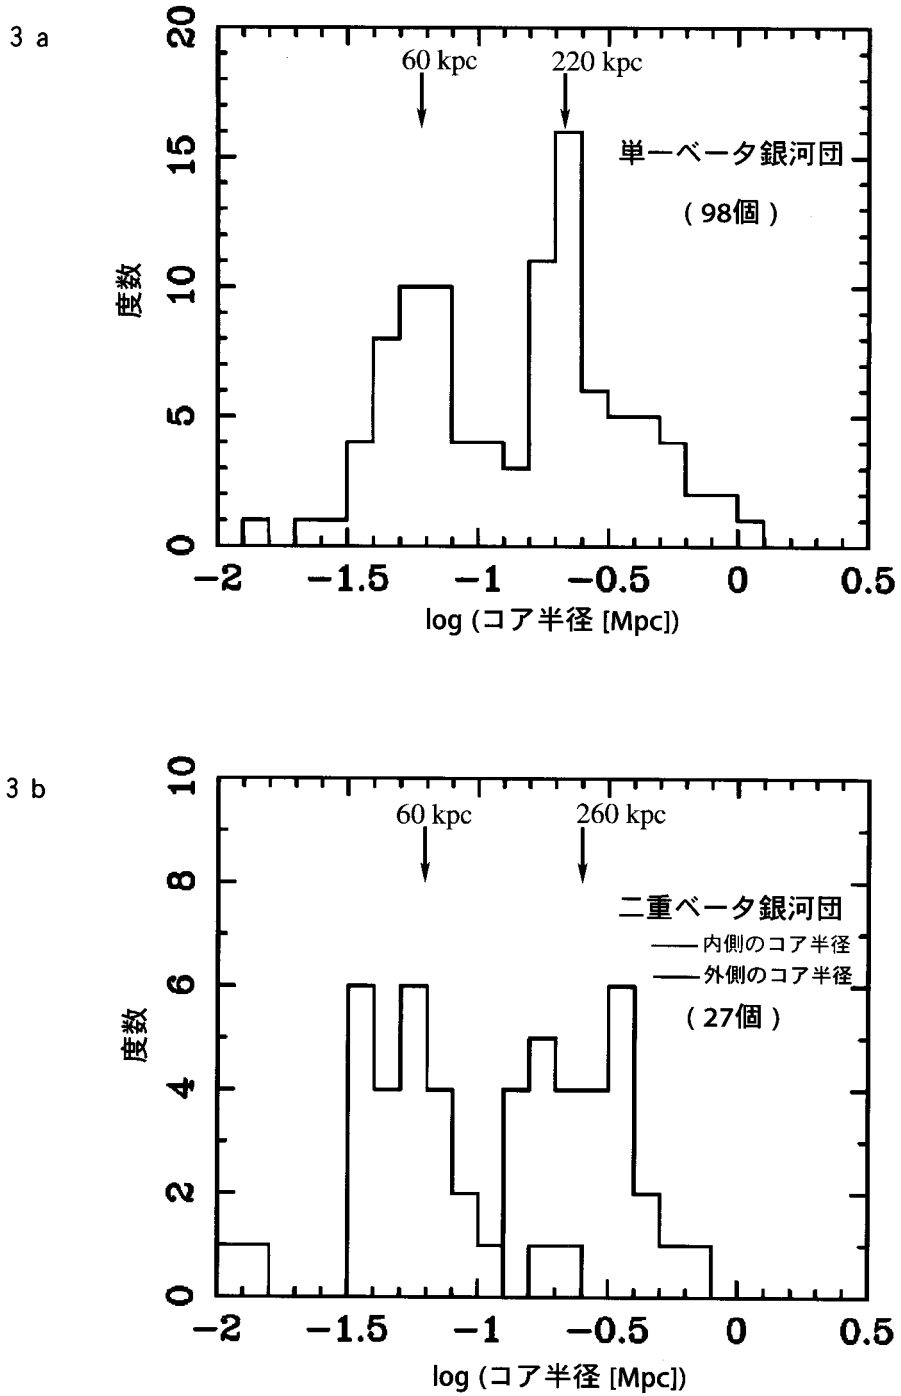 3 a
20
15
10
5
0
度数
60 kpc
220 kpc
単一ベータ銀河団
( 98個 )
-2 -1.5 -1 -0.5 0 0.5
log (コア半径 [Mpc])
3 b
10
8
6
4
2
0
度数
60 kpc
260 kpc
二重ベータ銀河団
内側のコア半径
外側のコア半径
( 27個 )
-2 -1.5 -1 -0.5 0 0.5
log (コア半径 [Mpc])